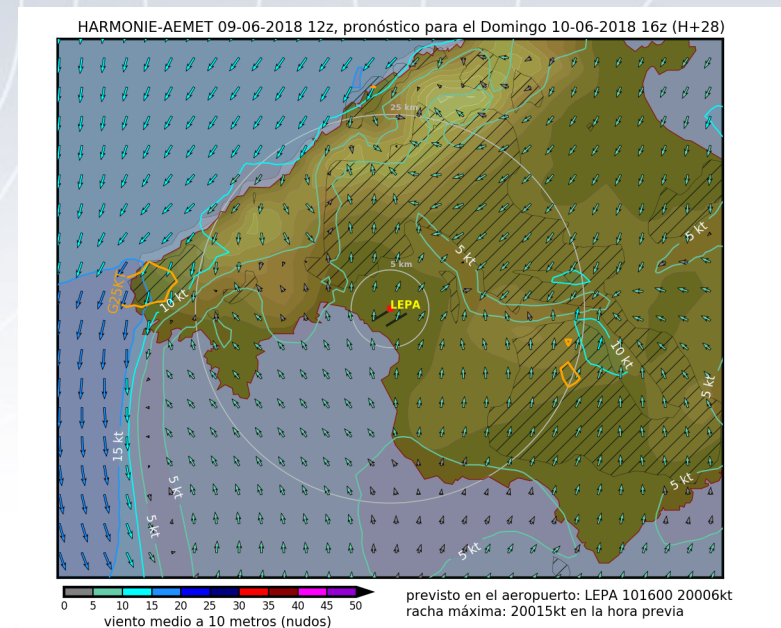 HARMONIE-AEMET 09-06-2018 12z, pronóstico para el Domingo 10-06-2018 16z (H+28)
25 km
5 kt
5 kt
5 km
G25kt
10 kt
LEPA
10 kt
5 kt
15 kt
5 kt
5 kt
5 kt
5 kt
0 5 10 15 20 25 30 35 40 45 50
viento medio a 10 metros (nudos)
previsto en el aeropuerto: LEPA 101600 20006kt
racha máxima: 20015kt en la hora previa